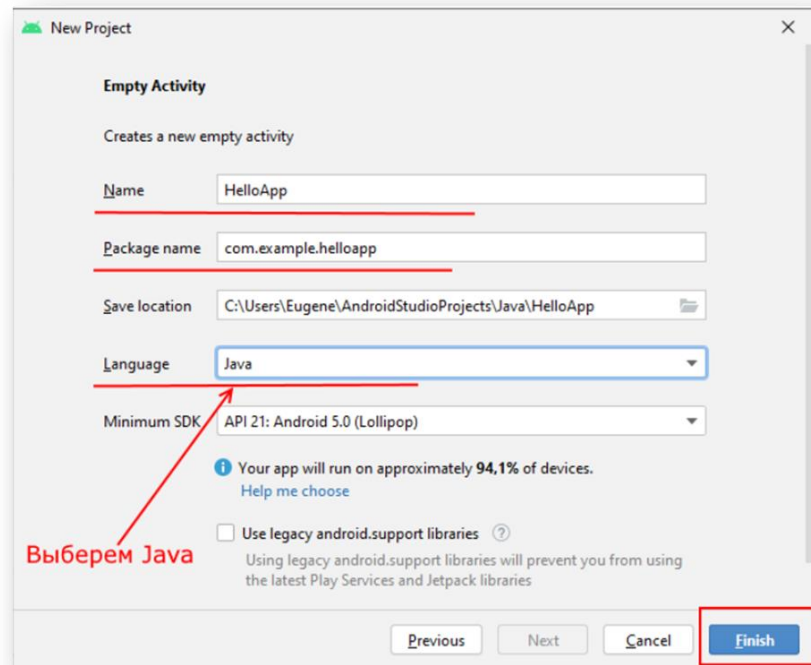 New Project
Empty Activity
Creates a new empty activity
Name HelloApp
Package name com.example.helloapp
Save location C:\Users\Eugene\AndroidStudioProjects\Java\HelloApp
Language Java
Minimum SDK API 21: Android 5.0 (Lollipop)
Your app will run on approximately 94,1% of devices.
Help me choose
Выберем Java
Use legacy android.support libraries
Using legacy android.support libraries will prevent you from using
the latest Play Services and Jetpack libraries
Previous Next Cancel Finish